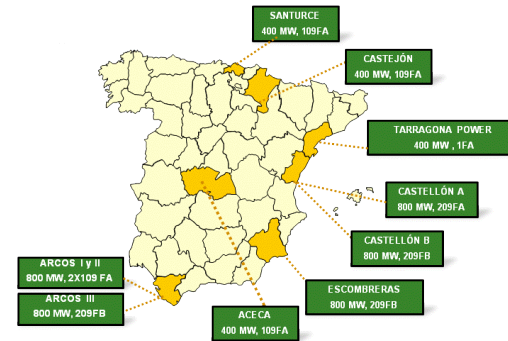 SANTURCE
400 MW, 109FA
CASTEJÓN
400 MW, 109FA
TARRAGONA POWER
400 MW , 1FA
CASTELLÓN A
800 MW, 209FA
CASTELLÓN B
800 MW, 209FB
ESCOMBRERAS
800 MW, 209FB
ACECA
400 MW, 109FA
ARCOS I y II
800 MW, 2X109 FA
ARCOS III
800 MW, 209FB